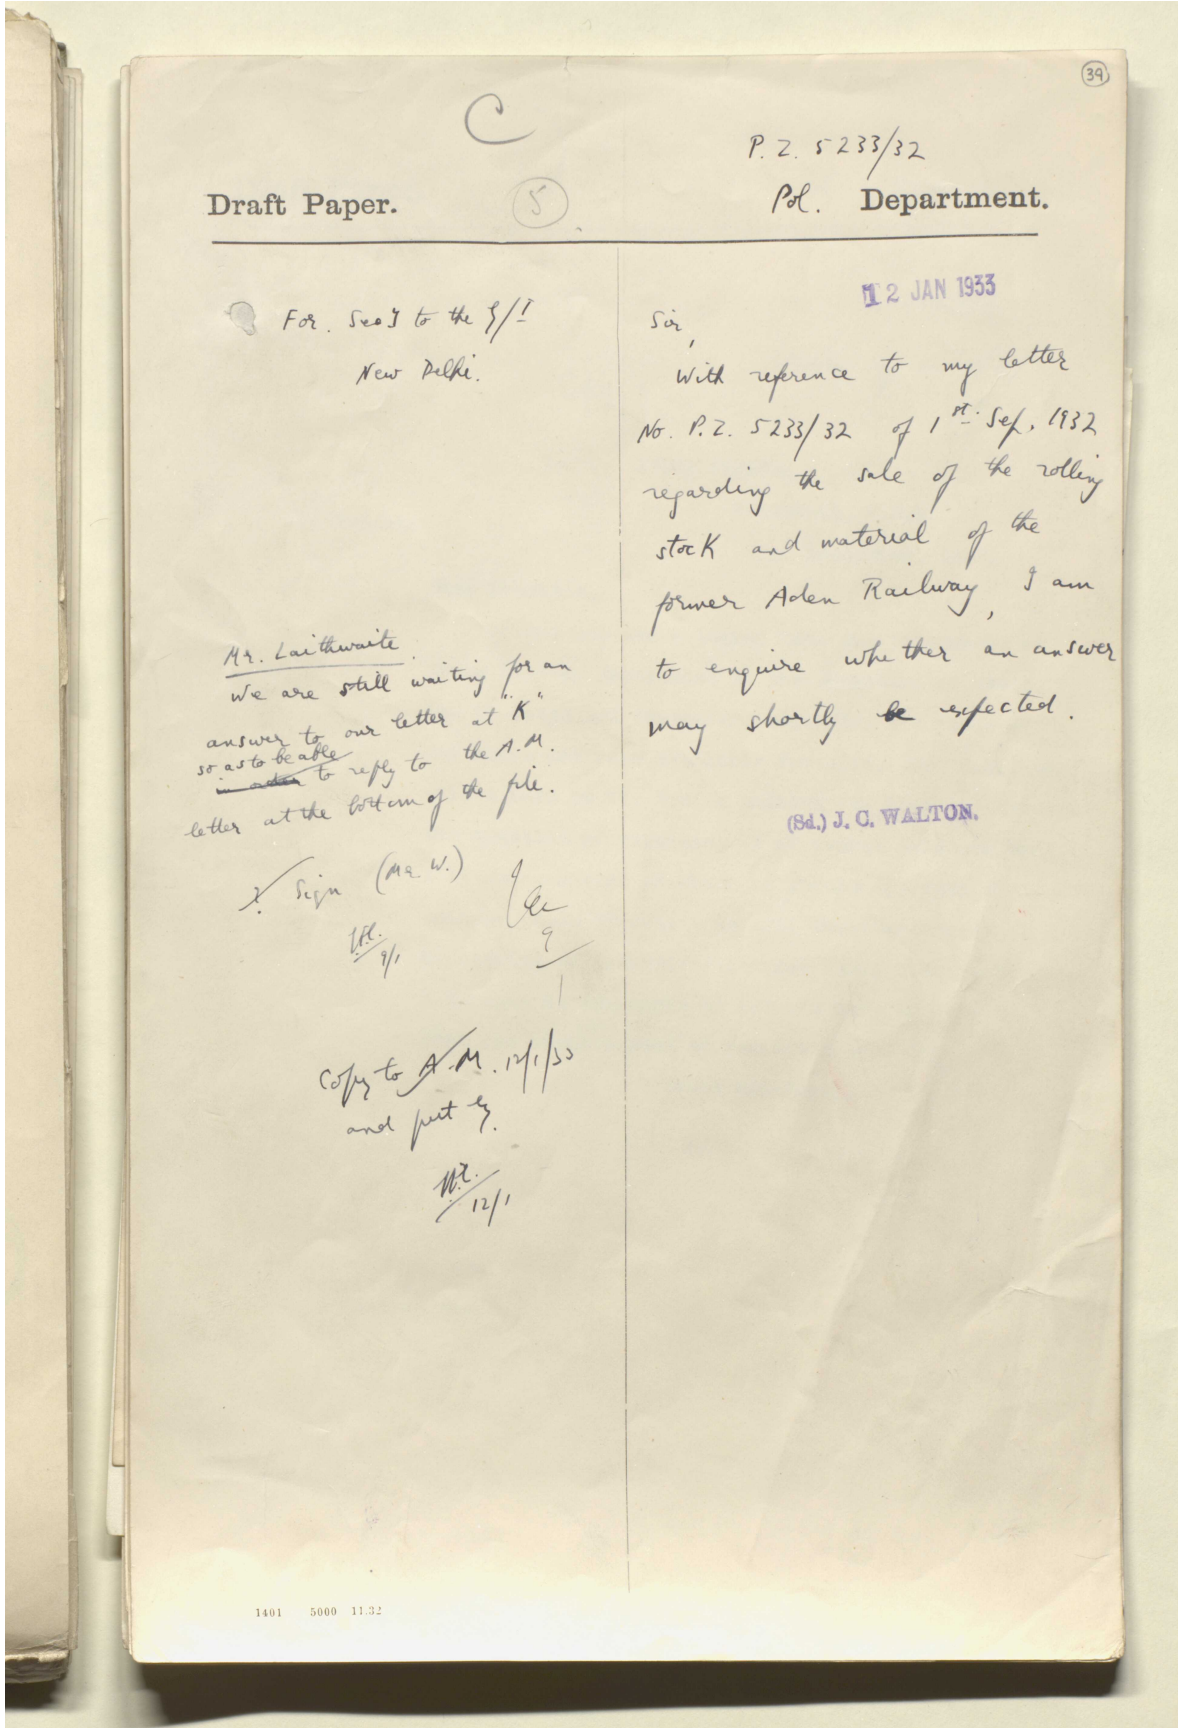 39
C
P.Z. 5233/32
Draft Paper.
5
Pol. Department.
12 JAN 1933
For. Secy to the G/I
New Delhi.
Sir,
With reference to my letter
No. P.Z. 5233/32 of 1st. Sep. 1932
regarding the sale of the rolling
stock and material of the
former Aden Railway, I am
to enquire whether an answer
may shortly be expected.
(Sd.) J. C. WALTON.
Mr. Laithwaite.
We are still waiting for an
answer to our letter at "K"
so as to be able
in order to reply to the A.M.
letter at the bottom of the file.
? Sign (Mr W.)
9/1
9
1
Copy to A.M. 12/1/33
and put by.
12/1
1401 5000 11.32